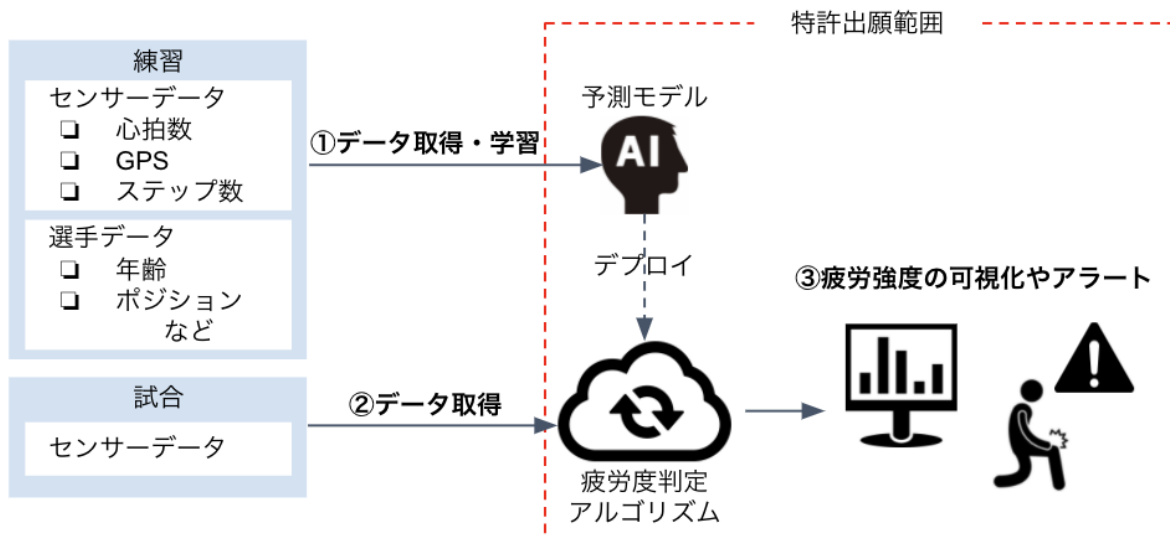 特許出願範囲
練習
センサーデータ
❏ 心拍数
❏ GPS
❏ ステップ数
選手データ
❏ 年齢
❏ ポジション
など
①データ取得・学習
予測モデル
AI
デプロイ
③疲労強度の可視化やアラート
試合
センサーデータ
②データ取得
疲労度判定
アルゴリズム